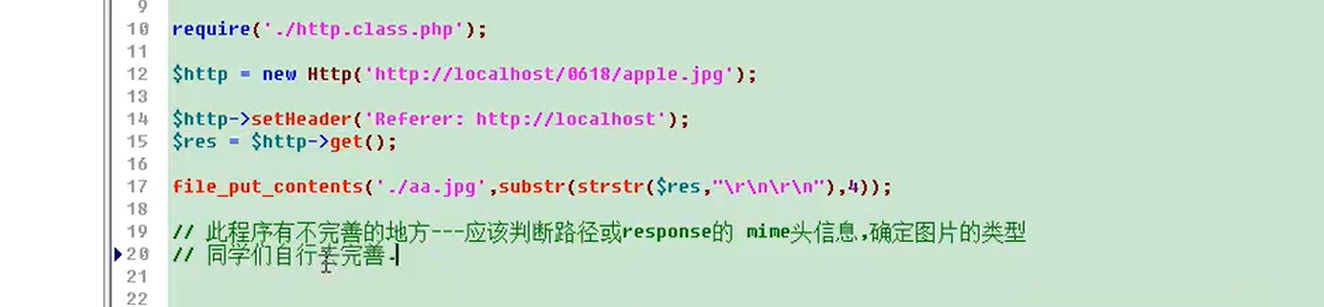 9
10 require('./http.class.php');
11
12 $http = new Http('http://localhost/0618/apple.jpg');
13
14 $http->setHeader('Referer: http://localhost');
15 $res = $http->get();
16
17 file_put_contents('./aa.jpg',substr(strstr($res,"\r\n\r\n"),4));
18
19 // 此程序有不完善的地方---应该判断路径或response的 mime头信息,确定图片的类型
20 // 同学们自行去完善.
21
22